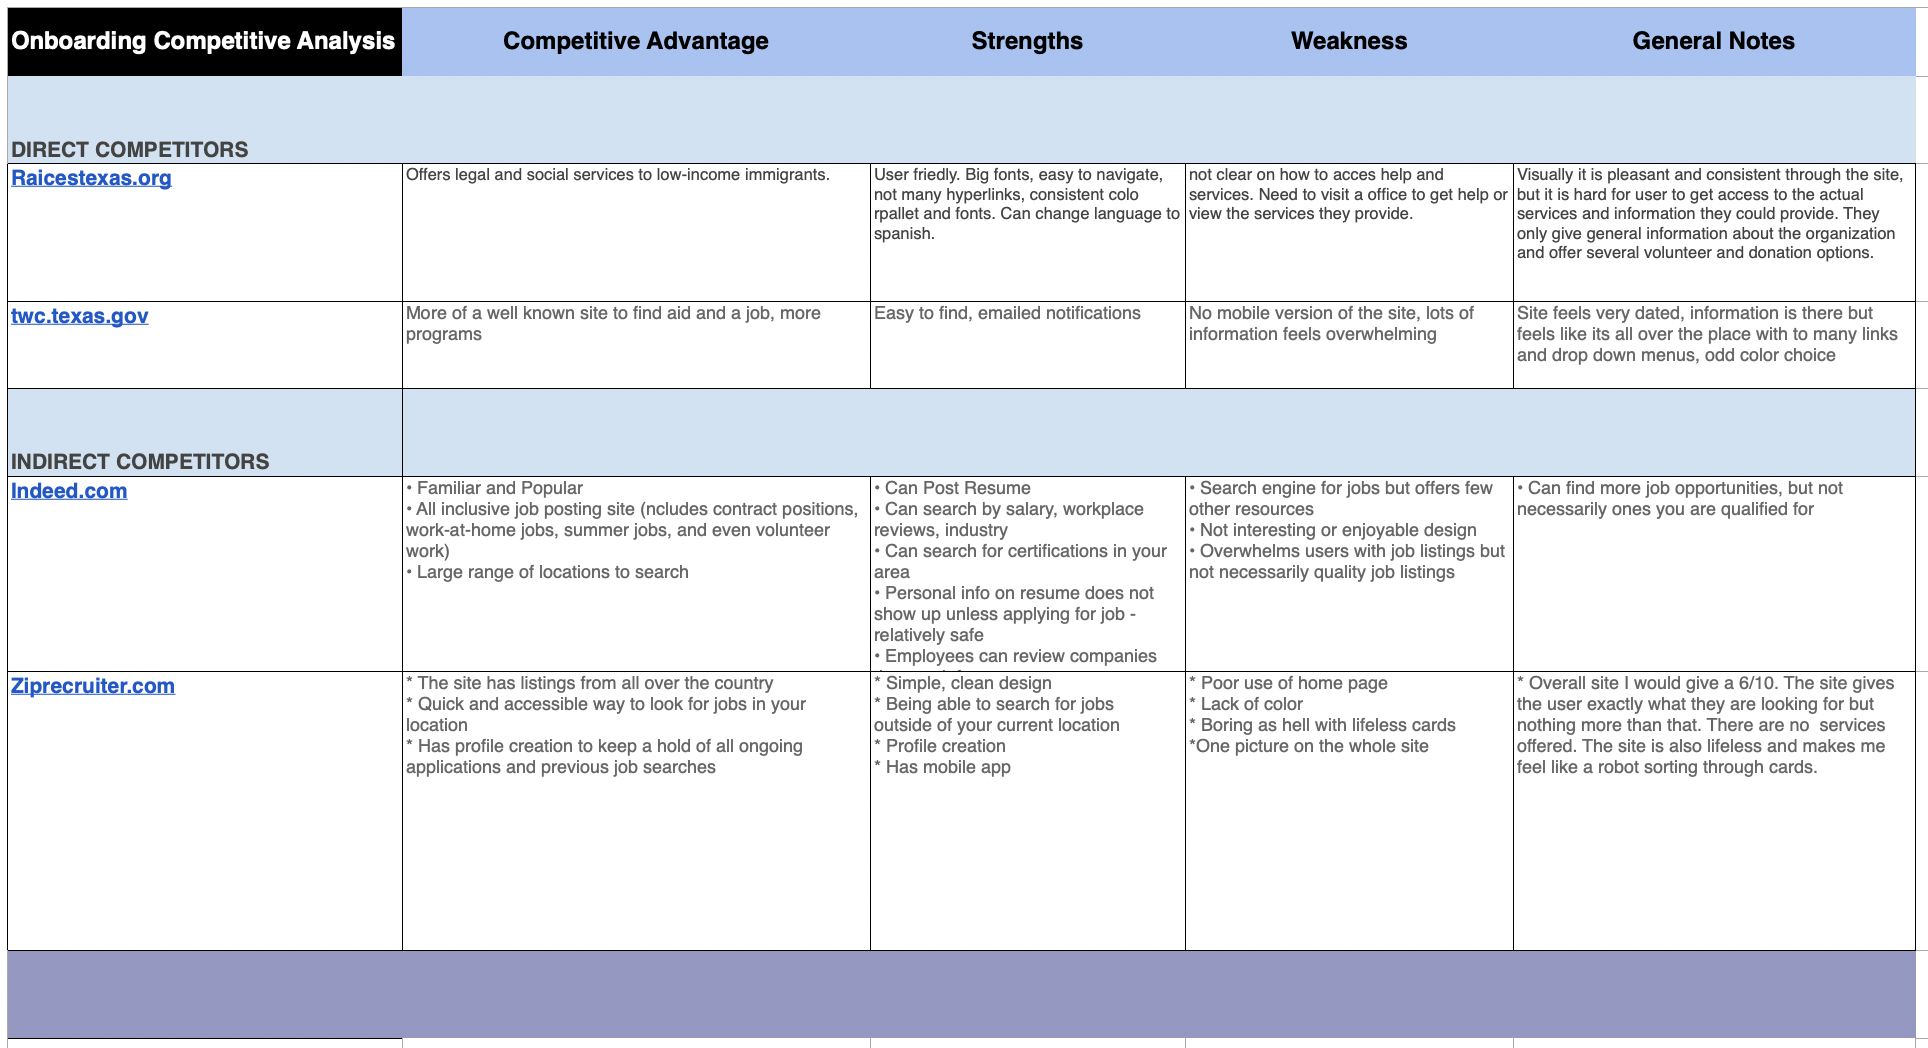 Onboarding Competitive Analysis
Competitive Advantage
Strengths
Weakness
General Notes
DIRECT COMPETITORS
Raicestexas.org
Offers legal and social services to low-income immigrants.
User friedly. Big fonts, easy to navigate,
not many hyperlinks, consistent colo
rpallet and fonts. Can change language to
spanish.
not clear on how to acces help and
services. Need to visit a office to get help or
view the services they provide.
Visually it is pleasant and consistent through the site,
but it is hard for user to get access to the actual
services and information they could provide. They
only give general information about the organization
and offer several volunteer and donation options.
twc.texas.gov
More of a well known site to find aid and a job, more
programs
Easy to find, emailed notifications
No mobile version of the site, lots of
information feels overwhelming
Site feels very dated, information is there but
feels like its all over the place with to many links
and drop down menus, odd color choice
INDIRECT COMPETITORS
Indeed.com
• Familiar and Popular
• All inclusive job posting site (ncludes contract positions,
work-at-home jobs, summer jobs, and even volunteer
work)
• Large range of locations to search
• Can Post Resume
• Can search by salary, workplace
reviews, industry
• Can search for certifications in your
area
• Personal info on resume does not
show up unless applying for job -
relatively safe
• Employees can review companies
• Search engine for jobs but offers few
other resources
• Not interesting or enjoyable design
• Overwhelms users with job listings but
not necessarily quality job listings
• Can find more job opportunities, but not
necessarily ones you are qualified for
Ziprecruiter.com
* The site has listings from all over the country
* Quick and accessible way to look for jobs in your
location
* Has profile creation to keep a hold of all ongoing
applications and previous job searches
* Simple, clean design
* Being able to search for jobs
outside of your current location
* Profile creation
* Has mobile app
* Poor use of home page
* Lack of color
* Boring as hell with lifeless cards
*One picture on the whole site
* Overall site I would give a 6/10. The site gives
the user exactly what they are looking for but
nothing more than that. There are no  services
offered. The site is also lifeless and makes me
feel like a robot sorting through cards.